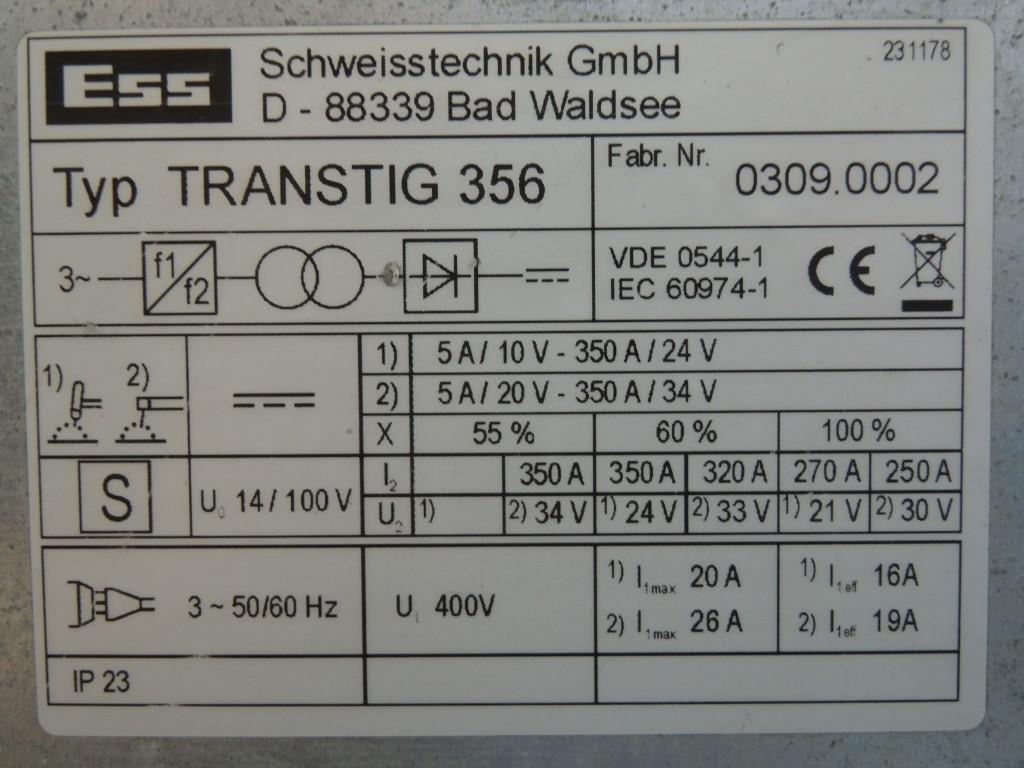 Ess
Schweisstechnik GmbH
D - 88339 Bad Waldsee
231178
Typ TRANSTIG 356
Fabr. Nr. 0309.0002
3~ f1 f2
VDE 0544-1
IEC 60974-1
CE
1) 2)
1) 5 A / 10 V - 350 A / 24 V
2) 5 A / 20 V - 350 A / 34 V
X 55 % 60 % 100 %
S
U₀ 14 / 100 V
I₂ 350 A 350 A 320 A 270 A 250 A
U₂ 1) 2) 34 V 1) 24 V 2) 33 V 1) 21 V 2) 30 V
3 ~ 50/60 Hz
U₁ 400V
1) I₁max 20 A 1) I₁eff 16A
2) I₁max 26 A 2) I₁eff 19A
IP 23